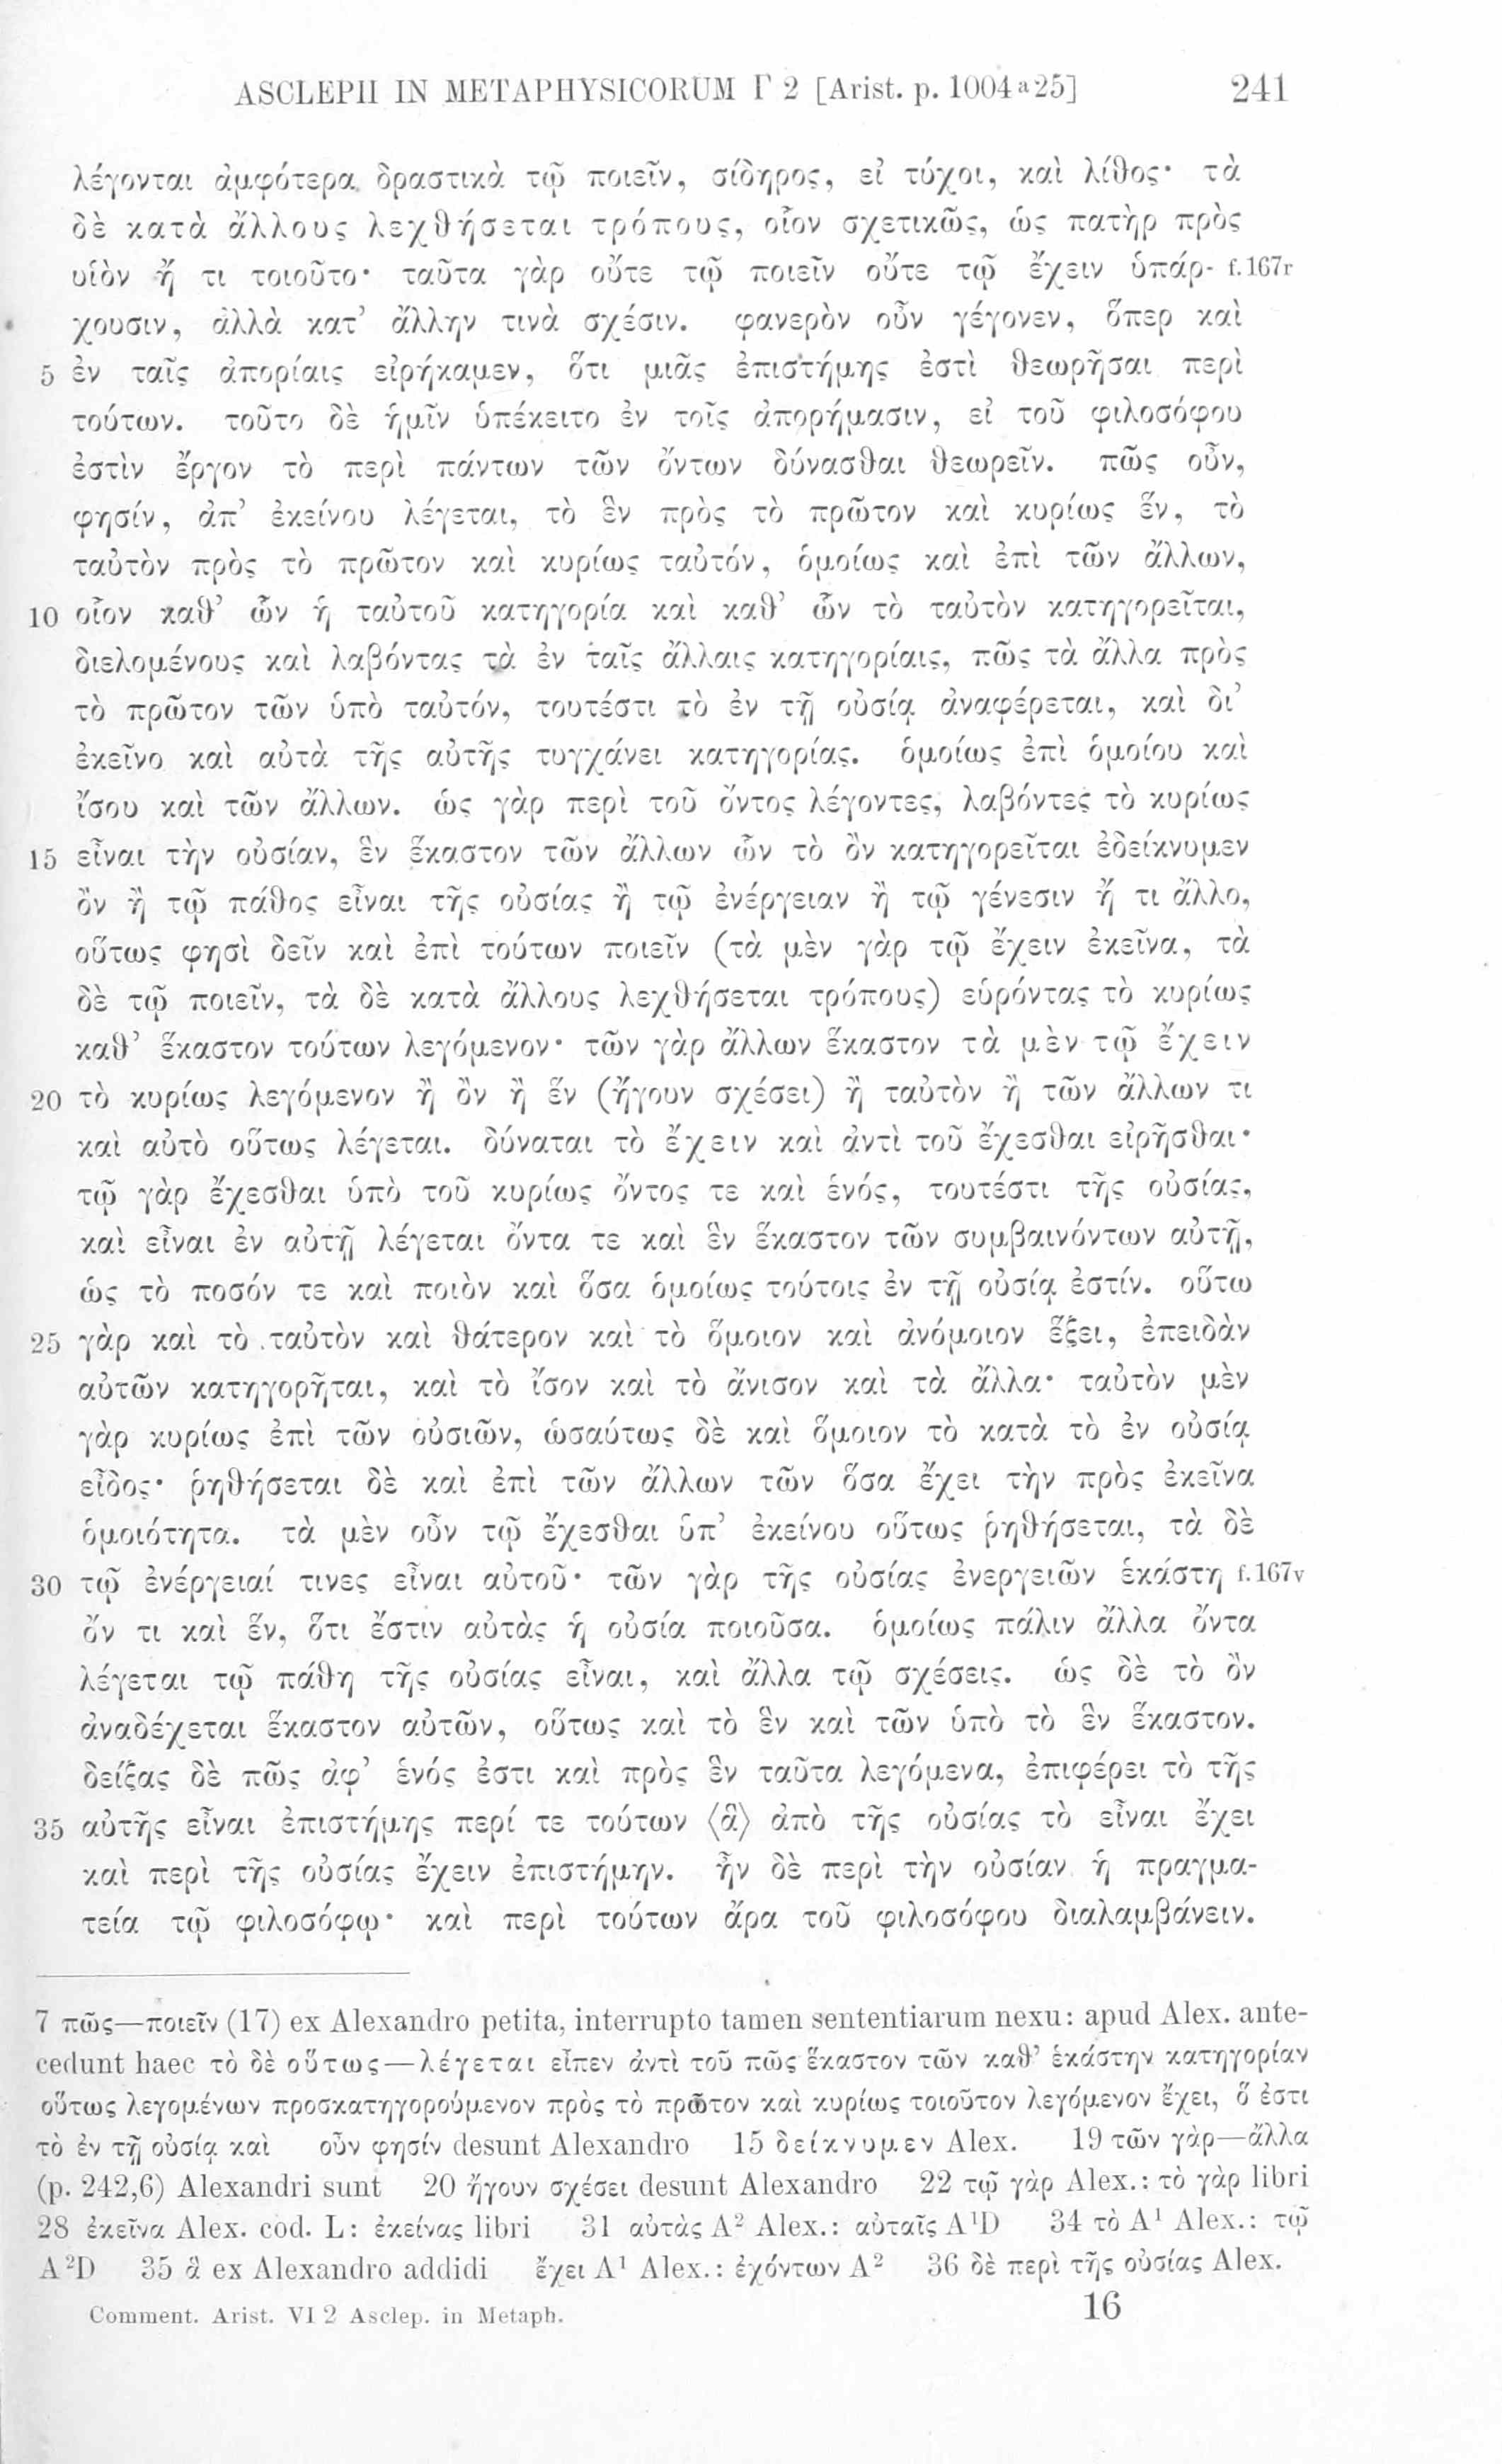 ASCLEPII IN METAPHYSICORUM Γ 2 [Arist. p. 1004ᵃ25] 241
λέγονται ἀμφότερα δραστικὰ τῷ ποιεῖν, σίδηρος, εἰ τύχοι, καὶ λίθος· τὰ
δὲ κατὰ ἄλλους λεχθήσεται τρόπους, οἷον σχετικῶς, ὡς πατὴρ πρὸς
υἱὸν ἤ τι τοιοῦτο· ταῦτα γὰρ οὔτε τῷ ποιεῖν οὔτε τῷ ἔχειν ὑπάρ- f.167r
χουσιν, ἀλλὰ κατ’ ἄλλην τινὰ σχέσιν. φανερὸν οὖν γέγονεν, ὅπερ καὶ
5 ἐν ταῖς ἀπορίαις εἰρήκαμεν, ὅτι μιᾶς ἐπιστήμης ἐστὶ θεωρῆσαι περὶ
τούτων. τοῦτο δὲ ἡμῖν ὑπέκειτο ἐν τοῖς ἀπορήμασιν, εἰ τοῦ φιλοσόφου
ἐστὶν ἔργον τὸ περὶ πάντων τῶν ὄντων δύνασθαι θεωρεῖν. πῶς οὖν,
φησίν, ἀπ’ ἐκείνου λέγεται, τὸ ἓν πρὸς τὸ πρῶτον καὶ κυρίως ἕν, τὸ
ταὐτὸν πρὸς τὸ πρῶτον καὶ κυρίως ταὐτόν, ὁμοίως καὶ ἐπὶ τῶν ἄλλων,
10 οἷον καθ’ ὧν ἡ ταὐτοῦ κατηγορία καὶ καθ’ ὧν τὸ ταὐτὸν κατηγορεῖται,
διελομένους καὶ λαβόντας τὰ ἐν ταῖς ἄλλαις κατηγορίαις, πῶς τὰ ἄλλα πρὸς
τὸ πρῶτον τῶν ὑπὸ ταὐτόν, τουτέστι τὸ ἐν τῇ οὐσίᾳ ἀναφέρεται, καὶ δι’
ἐκεῖνο καὶ αὐτὰ τῆς αὐτῆς τυγχάνει κατηγορίας. ὁμοίως ἐπὶ ὁμοίου καὶ
ἴσου καὶ τῶν ἄλλων. ὡς γὰρ περὶ τοῦ ὄντος λέγοντες, λαβόντες τὸ κυρίως
15 εἶναι τὴν οὐσίαν, ἓν ἕκαστον τῶν ἄλλων ὧν τὸ ὂν κατηγορεῖται ἐδείκνυμεν
ὂν ἢ τῷ πάθος εἶναι τῆς οὐσίας ἢ τῷ ἐνέργειαν ἢ τῷ γένεσιν ἤ τι ἄλλο,
οὕτως φησὶ δεῖν καὶ ἐπὶ τούτων ποιεῖν (τὰ μὲν γὰρ τῷ ἔχειν ἐκεῖνα, τὰ
δὲ τῷ ποιεῖν, τὰ δὲ κατὰ ἄλλους λεχθήσεται τρόπους) εὑρόντας τὸ κυρίως
καθ’ ἕκαστον τούτων λεγόμενον· τῶν γὰρ ἄλλων ἕκαστον τὰ μὲν τῷ ἔχειν
20 τὸ κυρίως λεγόμενον ἢ ὂν ἢ ἕν (ἤγουν σχέσει) ἢ ταὐτὸν ἢ τῶν ἄλλων τι
καὶ αὐτὸ οὕτως λέγεται. δύναται τὸ ἔχειν καὶ ἀντὶ τοῦ ἔχεσθαι εἰρῆσθαι·
τῷ γὰρ ἔχεσθαι ὑπὸ τοῦ κυρίως ὄντος τε καὶ ἑνός, τουτέστι τῆς οὐσίας,
καὶ εἶναι ἐν αὐτῇ λέγεται ὄντα τε καὶ ἓν ἕκαστον τῶν συμβαινόντων αὐτῇ,
ὡς τὸ ποσόν τε καὶ ποιὸν καὶ ὅσα ὁμοίως τούτοις ἐν τῇ οὐσίᾳ ἐστίν. οὕτω
25 γὰρ καὶ τὸ ταὐτὸν καὶ θάτερον καὶ τὸ ὅμοιον καὶ ἀνόμοιον ἕξει, ἐπειδὰν
αὐτῶν κατηγορῆται, καὶ τὸ ἴσον καὶ τὸ ἄνισον καὶ τὰ ἄλλα· ταὐτὸν μὲν
γὰρ κυρίως ἐπὶ τῶν οὐσιῶν, ὡσαύτως δὲ καὶ ὅμοιον τὸ κατὰ τὸ ἐν οὐσίᾳ
εἶδος· ῥηθήσεται δὲ καὶ ἐπὶ τῶν ἄλλων τῶν ὅσα ἔχει τὴν πρὸς ἐκεῖνα
ὁμοιότητα. τὰ μὲν οὖν τῷ ἔχεσθαι ὑπ’ ἐκείνου οὕτως ῥηθήσεται, τὰ δὲ
30 τῷ ἐνέργειαί τινες εἶναι αὐτοῦ· τῶν γὰρ τῆς οὐσίας ἐνεργειῶν ἑκάστη f.167v
ὄν τι καὶ ἕν, ὅτι ἔστιν αὐτὰς ἡ οὐσία ποιοῦσα. ὁμοίως πάλιν ἄλλα ὄντα
λέγεται τῷ πάθη τῆς οὐσίας εἶναι, καὶ ἄλλα τῷ σχέσεις. ὡς δὲ τὸ ὂν
ἀναδέχεται ἕκαστον αὐτῶν, οὕτως καὶ τὸ ἓν καὶ τῶν ὑπὸ τὸ ἓν ἕκαστον.
δείξας δὲ πῶς ἀφ’ ἑνός ἐστι καὶ πρὸς ἓν ταῦτα λεγόμενα, ἐπιφέρει τὸ τῆς
35 αὐτῆς εἶναι ἐπιστήμης περί τε τούτων ⟨ἃ⟩ ἀπὸ τῆς οὐσίας τὸ εἶναι ἔχει
καὶ περὶ τῆς οὐσίας ἔχειν ἐπιστήμην. ἦν δὲ περὶ τὴν οὐσίαν ἡ πραγμα-
τεία τῷ φιλοσόφῳ· καὶ περὶ τούτων ἄρα τοῦ φιλοσόφου διαλαμβάνειν.
7 πῶς—ποιεῖν (17) ex Alexandro petita, interrupto tamen sententiarum nexu: apud Alex. ante-
cedunt haec τὸ δὲ οὕτως—λέγεται εἶπεν ἀντὶ τοῦ πῶς ἕκαστον τῶν καθ’ ἑκάστην κατηγορίαν
οὕτως λεγομένων προσκατηγορούμενον πρὸς τὸ πρῶτον καὶ κυρίως τοιοῦτον λεγόμενον ἔχει, ὅ ἐστι
τὸ ἐν τῇ οὐσίᾳ καὶ οὖν φησίν desunt Alexandro 15 δείκνυμεν Alex. 19 τῶν γὰρ—ἄλλα
(p. 242,6) Alexandri sunt 20 ἤγουν σχέσει desunt Alexandro 22 τῷ γὰρ Alex.: τὸ γὰρ libri
28 ἐκεῖνα Alex. cod. L: ἐκείνας libri 31 αὐτὰς A² Alex.: αὐταῖς A¹D 34 τὸ A¹ Alex.: τῷ
A²D 35 ἃ ex Alexandro addidi ἔχει A¹ Alex.: ἐχόντων A² 36 δὲ περὶ τῆς οὐσίας Alex.
Comment. Arist. VI 2 Asclep. in Metaph. 16